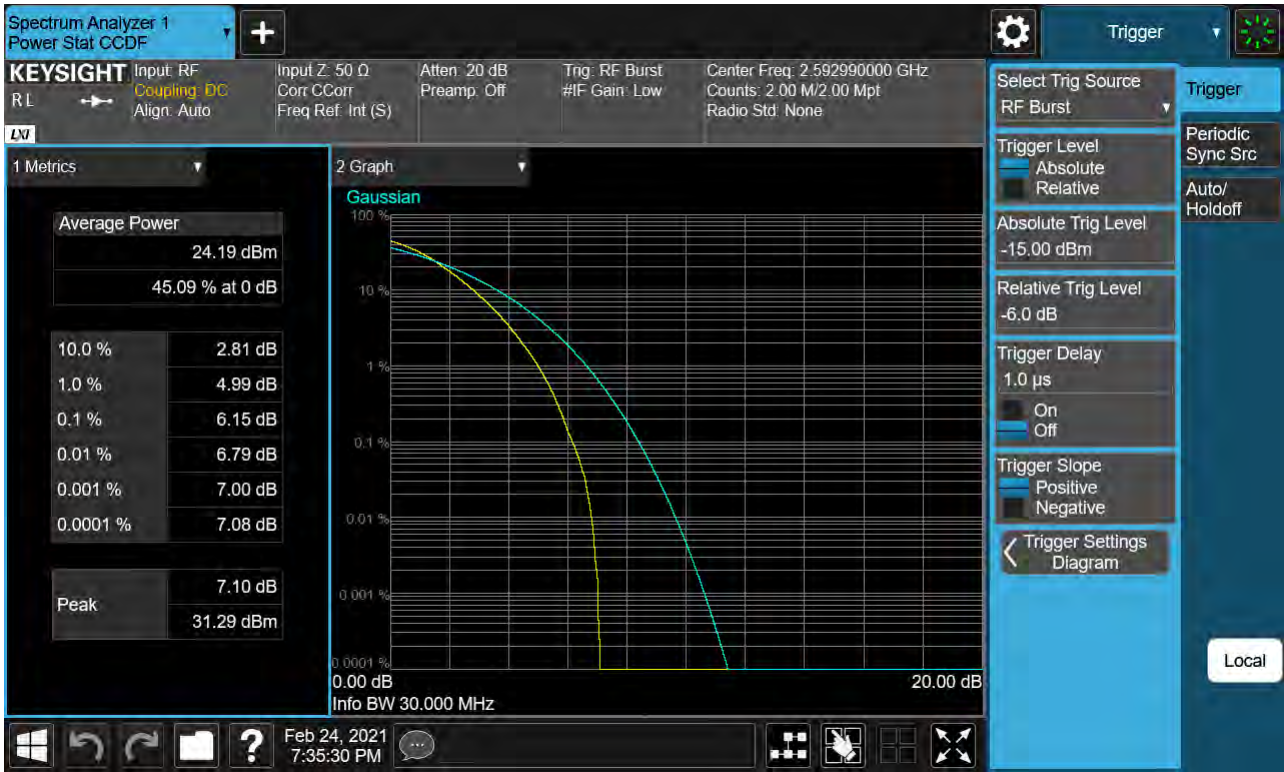 Spectrum Analyzer 1
Power Stat CCDF
+
Trigger
KEYSIGHT
RL
LXI
Input: RF
Coupling: DC
Align: Auto
Input Z: 50 Ω
Corr CCorr
Freq Ref: Int (S)
Atten: 20 dB
Preamp: Off
Trig: RF Burst
#IF Gain: Low
Center Freq: 2.592990000 GHz
Counts: 2.00 M/2.00 Mpt
Radio Std: None
1 Metrics
Average Power
24.19 dBm
45.09 % at 0 dB
10.0 % 2.81 dB
1.0 % 4.99 dB
0.1 % 6.15 dB
0.01 % 6.79 dB
0.001 % 7.00 dB
0.0001 % 7.08 dB
Peak
7.10 dB
31.29 dBm
2 Graph
Gaussian
100 %
10 %
1 %
0.1 %
0.01 %
0.001 %
0.0001 %
0.00 dB 20.00 dB
Info BW 30.000 MHz
Select Trig Source
RF Burst
Trigger Level
Absolute
Relative
Absolute Trig Level
-15.00 dBm
Relative Trig Level
-6.0 dB
Trigger Delay
1.0 µs
On
Off
Trigger Slope
Positive
Negative
Trigger Settings
Diagram
Trigger
Periodic
Sync Src
Auto/
Holdoff
Local
?
Feb 24, 2021
7:35:30 PM